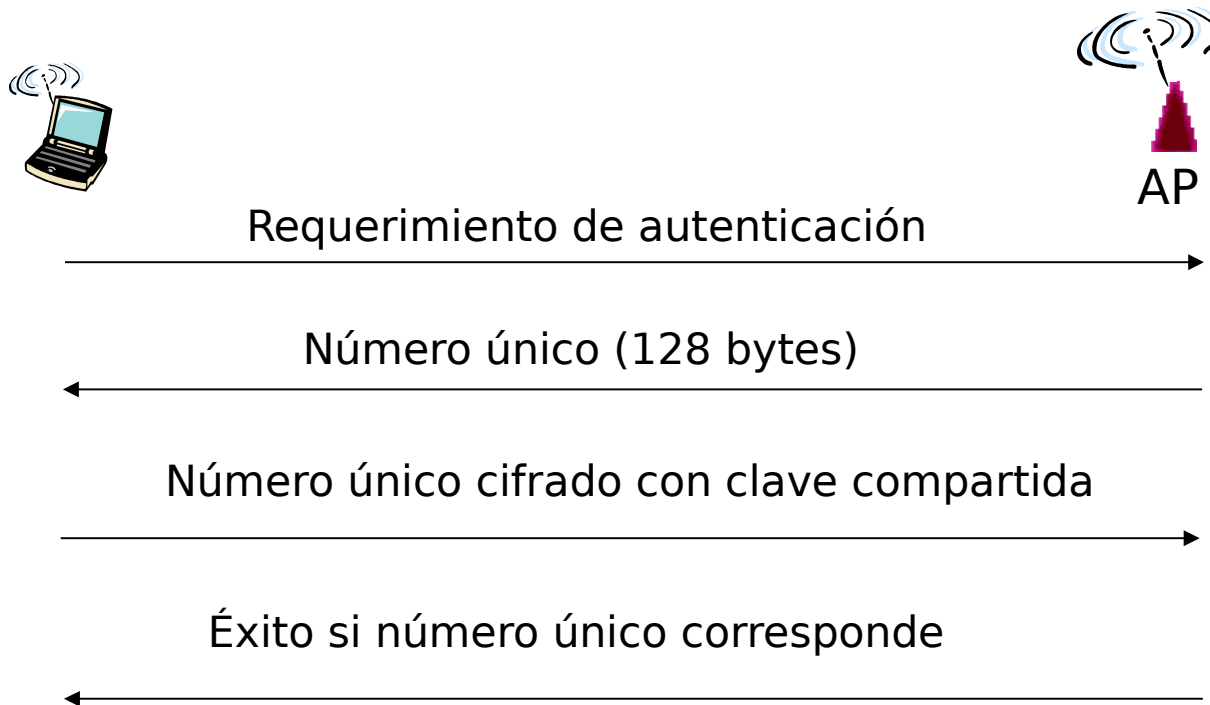 AP
Requerimiento de autenticación
Número único (128 bytes)
Número único cifrado con clave compartida
Éxito si número único corresponde